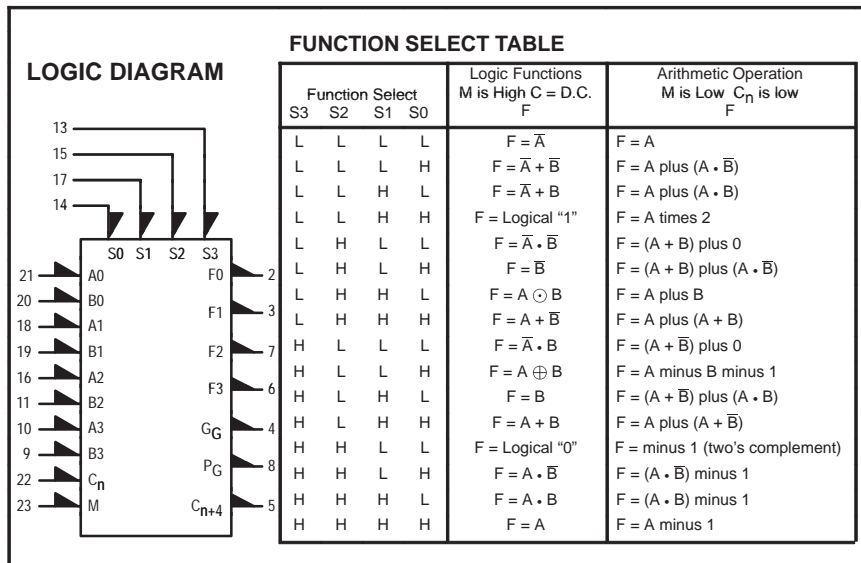 LOGIC DIAGRAM
13
15
17
14
S0 S1 S2 S3
21 A0 F0 2
20 B0
18 A1 F1 3
19 B1 F2 7
16 A2
11 B2 F3 6
10 A3 GG 4
9 B3 PG 8
22 Cn
23 M Cn+4 5
FUNCTION SELECT TABLE
Function Select
S3 S2 S1 S0
Logic Functions
M is High C = D.C.
F
Arithmetic Operation
M is Low Cn is low
F
L L L L F = A̅ F = A
L L L H F = A̅ + B̅ F = A plus (A • B̅)
L L H L F = A̅ + B F = A plus (A • B)
L L H H F = Logical “1” F = A times 2
L H L L F = A̅ • B̅ F = (A + B) plus 0
L H L H F = B̅ F = (A + B) plus (A • B̅)
L H H L F = A ⊙ B F = A plus B
L H H H F = A + B̅ F = A plus (A + B)
H L L L F = A̅ • B F = (A + B̅) plus 0
H L L H F = A ⊕ B F = A minus B minus 1
H L H L F = B F = (A + B̅) plus (A • B)
H L H H F = A + B F = A plus (A + B̅)
H H L L F = Logical “0” F = minus 1 (two’s complement)
H H L H F = A • B̅ F = (A • B̅) minus 1
H H H L F = A • B F = (A • B) minus 1
H H H H F = A F = A minus 1